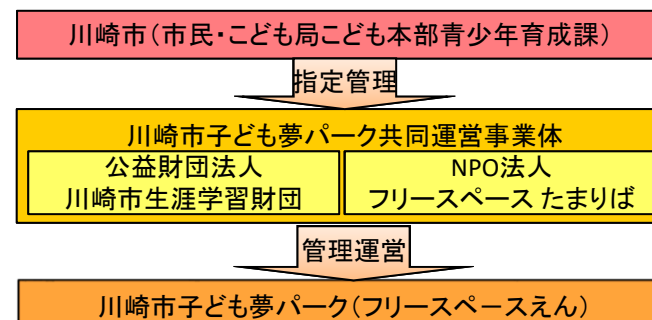 川崎市(市民・こども局こども本部青少年育成課)
指定管理
川崎市子ども夢パーク共同運営事業体
公益財団法人
川崎市生涯学習財団
NPO法人
フリースペース たまりば
管理運営
川崎市子ども夢パーク(フリースペースえん)